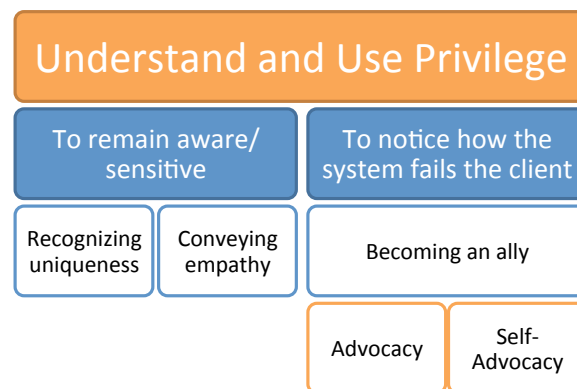 Understand and Use Privilege
To remain aware/
sensitive
To notice how the
system fails the client
Recognizing
uniqueness
Conveying
empathy
Becoming an ally
Advocacy
Self-
Advocacy